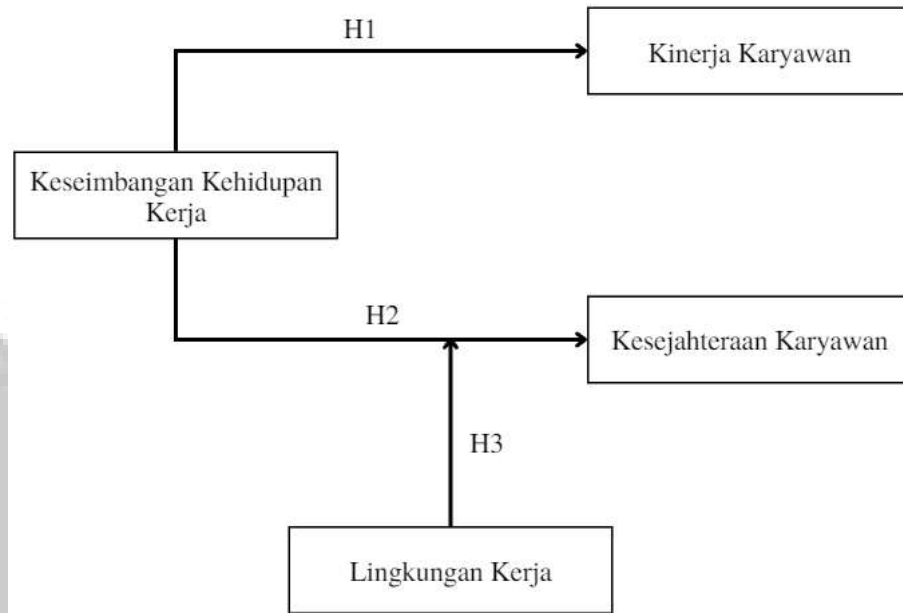 H1
Kinerja Karyawan
Keseimbangan Kehidupan
Kerja
H2
Kesejahteraan Karyawan
H3
Lingkungan Kerja